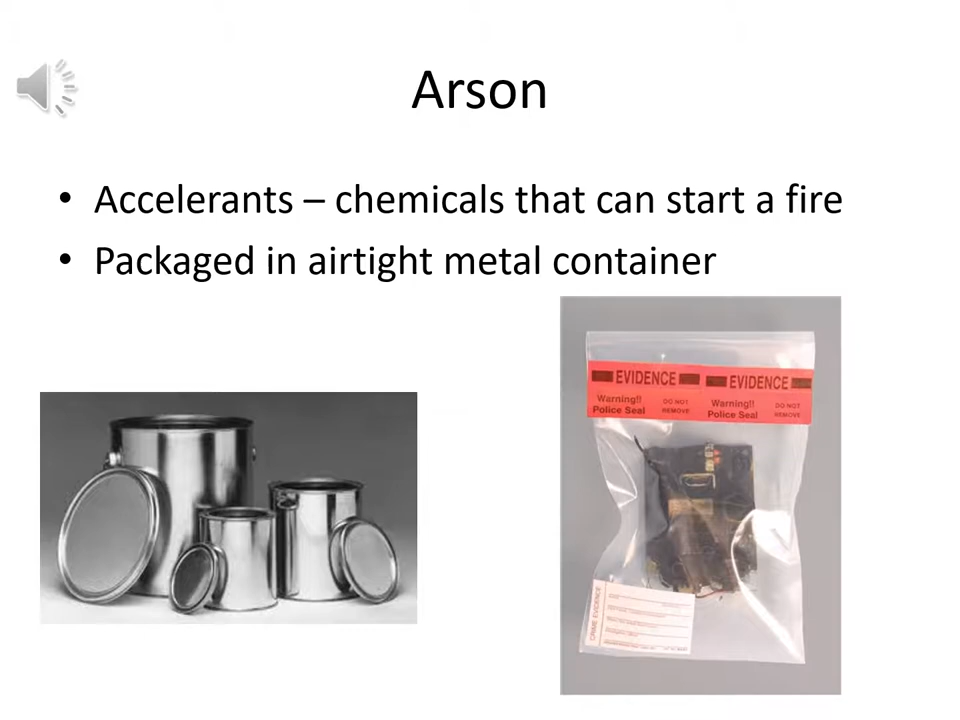 Arson
• Accelerants – chemicals that can start a fire
• Packaged in airtight metal container
EVIDENCE EVIDENCE
Warning!! DO NOT Warning!! DO NOT
Police Seal REMOVE Police Seal REMOVE
CRIME EVIDENCE